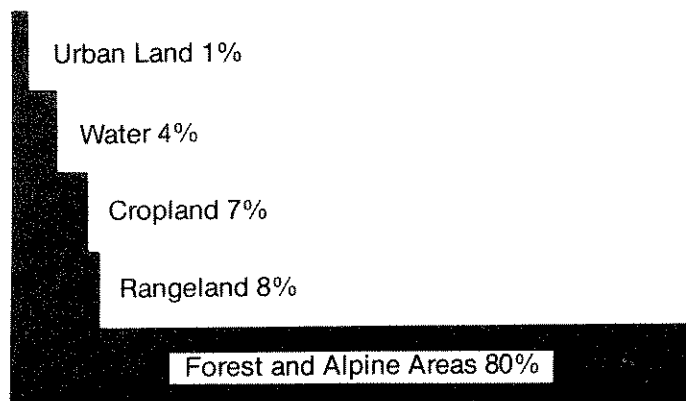 Urban Land 1%
Water 4%
Cropland 7%
Rangeland 8%
Forest and Alpine Areas 80%